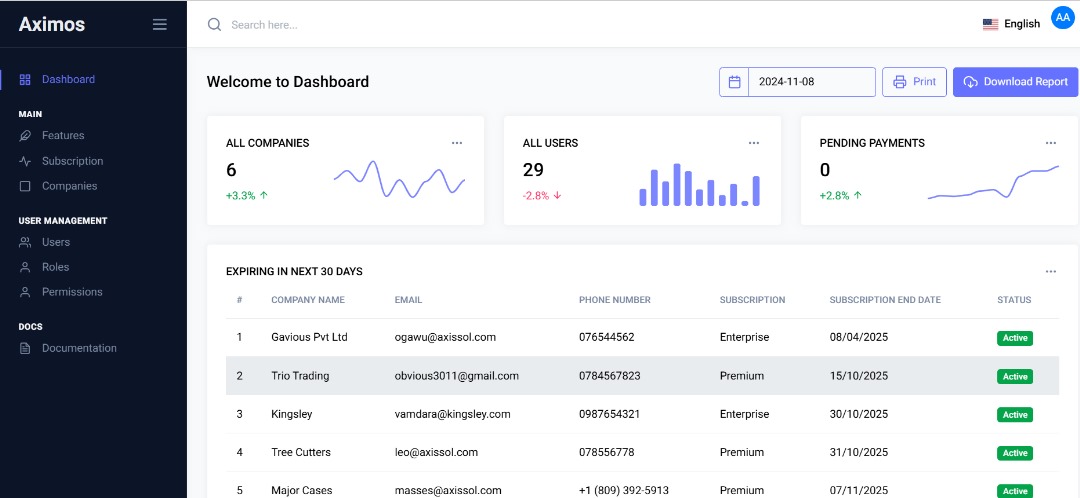 Aximos
Search here...
English
AA
Dashboard
MAIN
Features
Subscription
Companies
USER MANAGEMENT
Users
Roles
Permissions
DOCS
Documentation
Welcome to Dashboard
2024-11-08
Print
Download Report
ALL COMPANIES
6
+3.3%
ALL USERS
29
-2.8%
PENDING PAYMENTS
0
+2.8%
EXPIRING IN NEXT 30 DAYS
# COMPANY NAME EMAIL PHONE NUMBER SUBSCRIPTION SUBSCRIPTION END DATE STATUS
1 Gavious Pvt Ltd ogawu@axissol.com 076544562 Enterprise 08/04/2025 Active
2 Trio Trading obvious3011@gmail.com 0784567823 Premium 15/10/2025 Active
3 Kingsley vamdara@kingsley.com 0987654321 Enterprise 30/10/2025 Active
4 Tree Cutters leo@axissol.com 078556778 Premium 31/10/2025 Active
5 Major Cases masses@axissol.com +1 (809) 392-5913 Premium 07/11/2025 Active